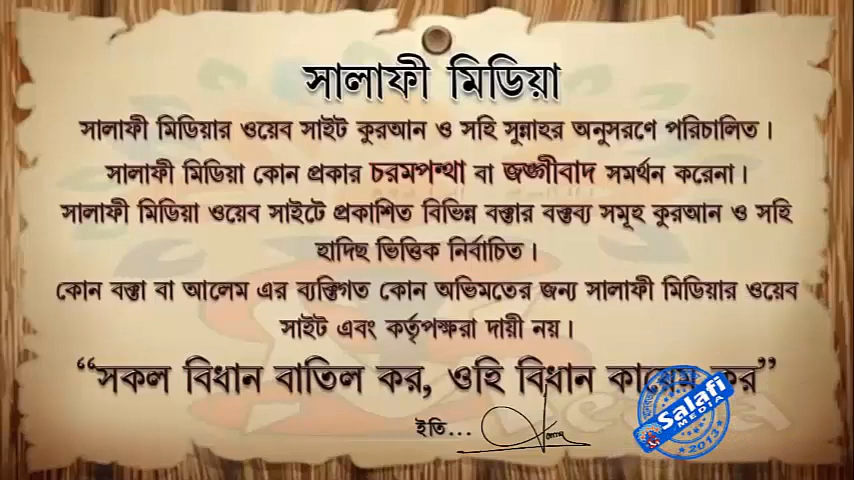 সালাফী মিডিয়া
সালাফী মিডিয়ার ওয়েব সাইট কুরআন ও সহি সুন্নাহর অনুসরণে পরিচালিত।
সালাফী মিডিয়া কোন প্রকার চরমপন্থা বা জঙ্গীবাদ সমর্থন করেনা।
সালাফী মিডিয়া ওয়েব সাইটে প্রকাশিত বিভিন্ন বক্তার বক্তব্য সমূহ কুরআন ও সহি
হাদিছ ভিত্তিক নির্বাচিত।
কোন বক্তা বা আলেম এর ব্যক্তিগত কোন অভিমতের জন্য সালাফী মিডিয়ার ওয়েব
সাইট এবং কর্তৃপক্ষরা দায়ী নয়।
“সকল বিধান বাতিল কর, ওহি বিধান কায়েম কর”
ইতি...
Salafi
MEDIA
2013